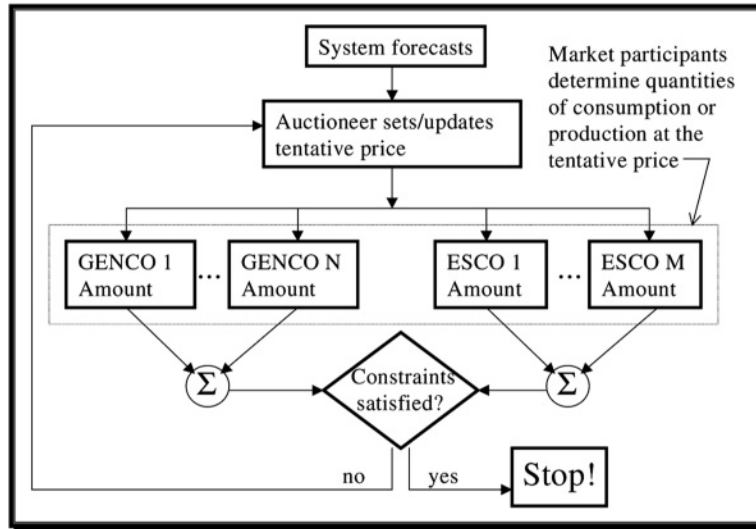 System forecasts
Market participants
determine quantities
of consumption or
production at the
tentative price
Auctioneer sets/updates
tentative price
GENCO 1
Amount
...
GENCO N
Amount
ESCO 1
Amount
...
ESCO M
Amount
Σ
Constraints
satisfied?
Σ
no
yes
Stop!